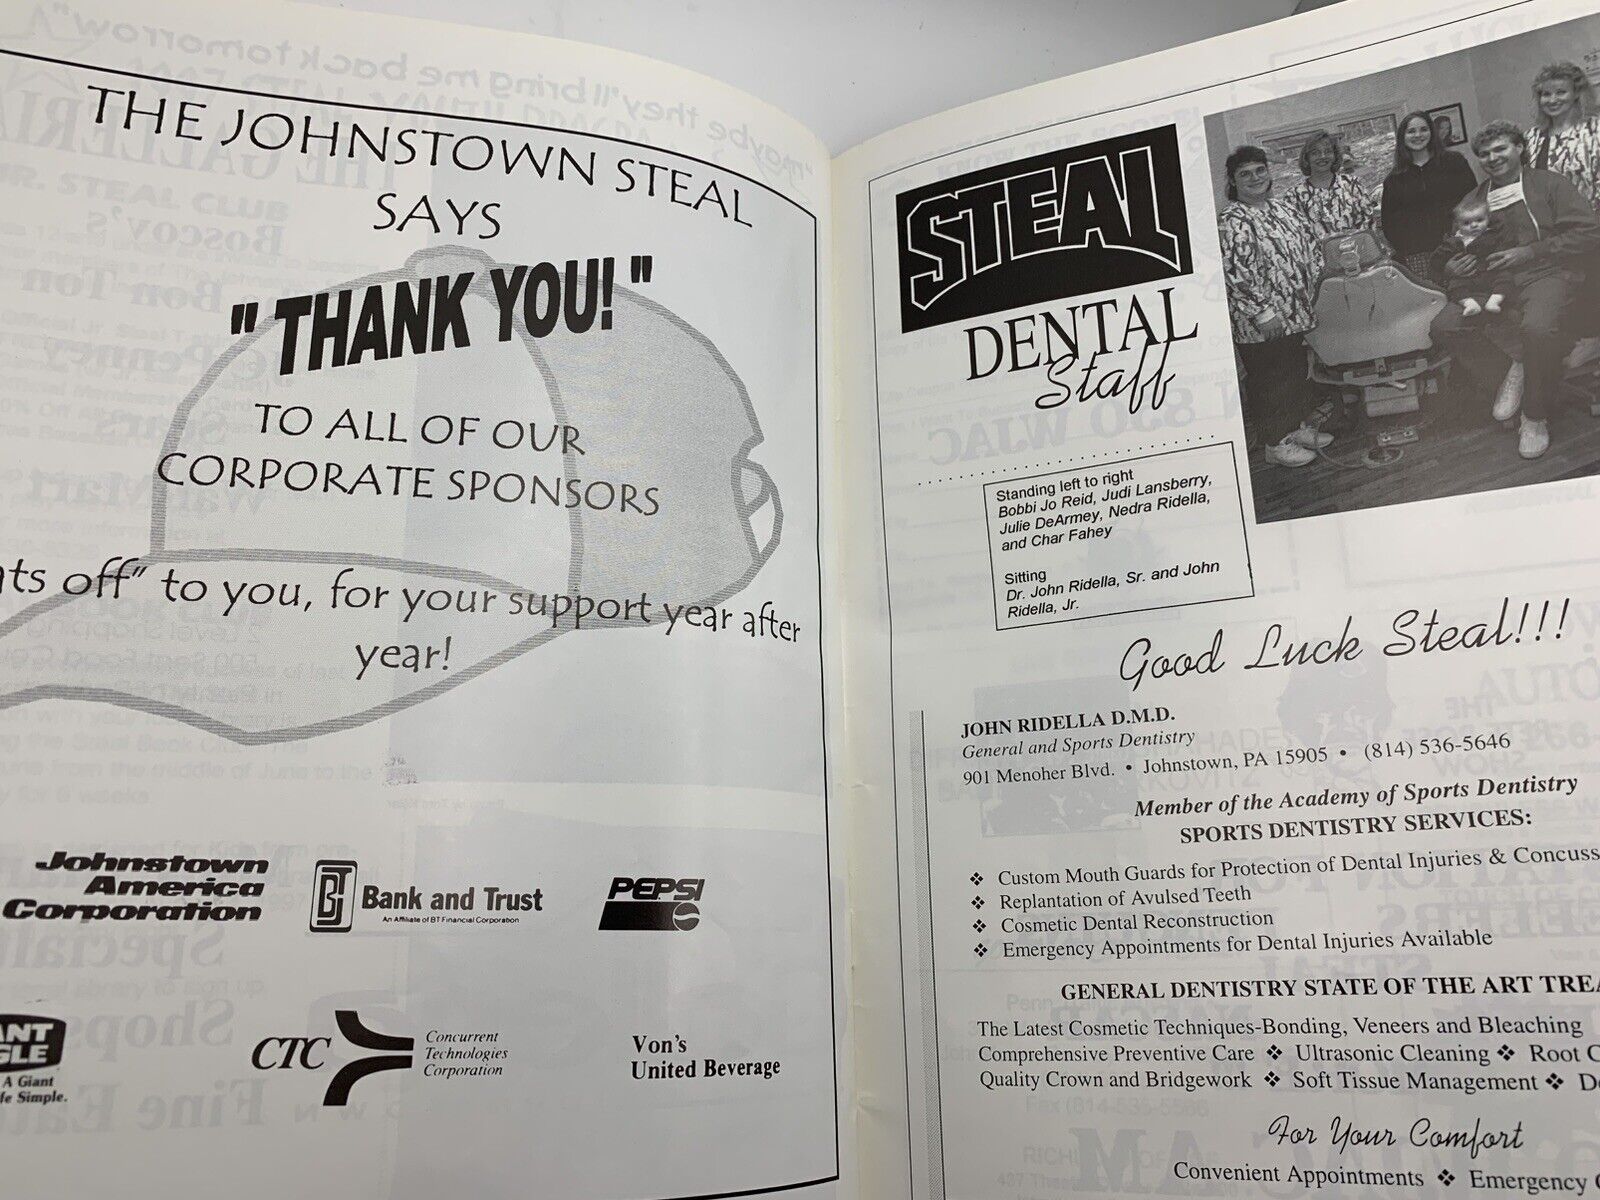 THE JOHNSTOWN STEAL
SAYS
"THANK YOU!"
TO ALL OF OUR
CORPORATE SPONSORS
off" to you, for your support year after
year!
Johnstown
America
Corporation
BT Bank and Trust
An Affiliate of BT Financial Corporation
PEPSI
A Giant
Simple.
CTC Concurrent
Technologies
Corporation
Von's
United Beverage
STEAL
DENTAL
Staff
Standing left to right
Bobbi Jo Reid, Judi Lansberry,
Julie DeArmey, Nedra Ridella,
and Char Fahey
Sitting
Dr. John Ridella, Sr. and John
Ridella, Jr.
Good Luck Steal!!!
JOHN RIDELLA D.M.D.
General and Sports Dentistry
901 Menoher Blvd. • Johnstown, PA 15905 • (814) 536-5646
Member of the Academy of Sports Dentistry
SPORTS DENTISTRY SERVICES:
❖ Custom Mouth Guards for Protection of Dental Injuries &
❖ Replantation of Avulsed Teeth
❖ Cosmetic Dental Reconstruction
❖ Emergency Appointments for Dental Injuries Available
GENERAL DENTISTRY STATE OF THE ART
The Latest Cosmetic Techniques-Bonding, Veneers and Bleaching
Comprehensive Preventive Care ❖ Ultrasonic Cleaning ❖ Root
Quality Crown and Bridgework ❖ Soft Tissue Management ❖
For Your Comfort
Convenient Appointments ❖ Emergency